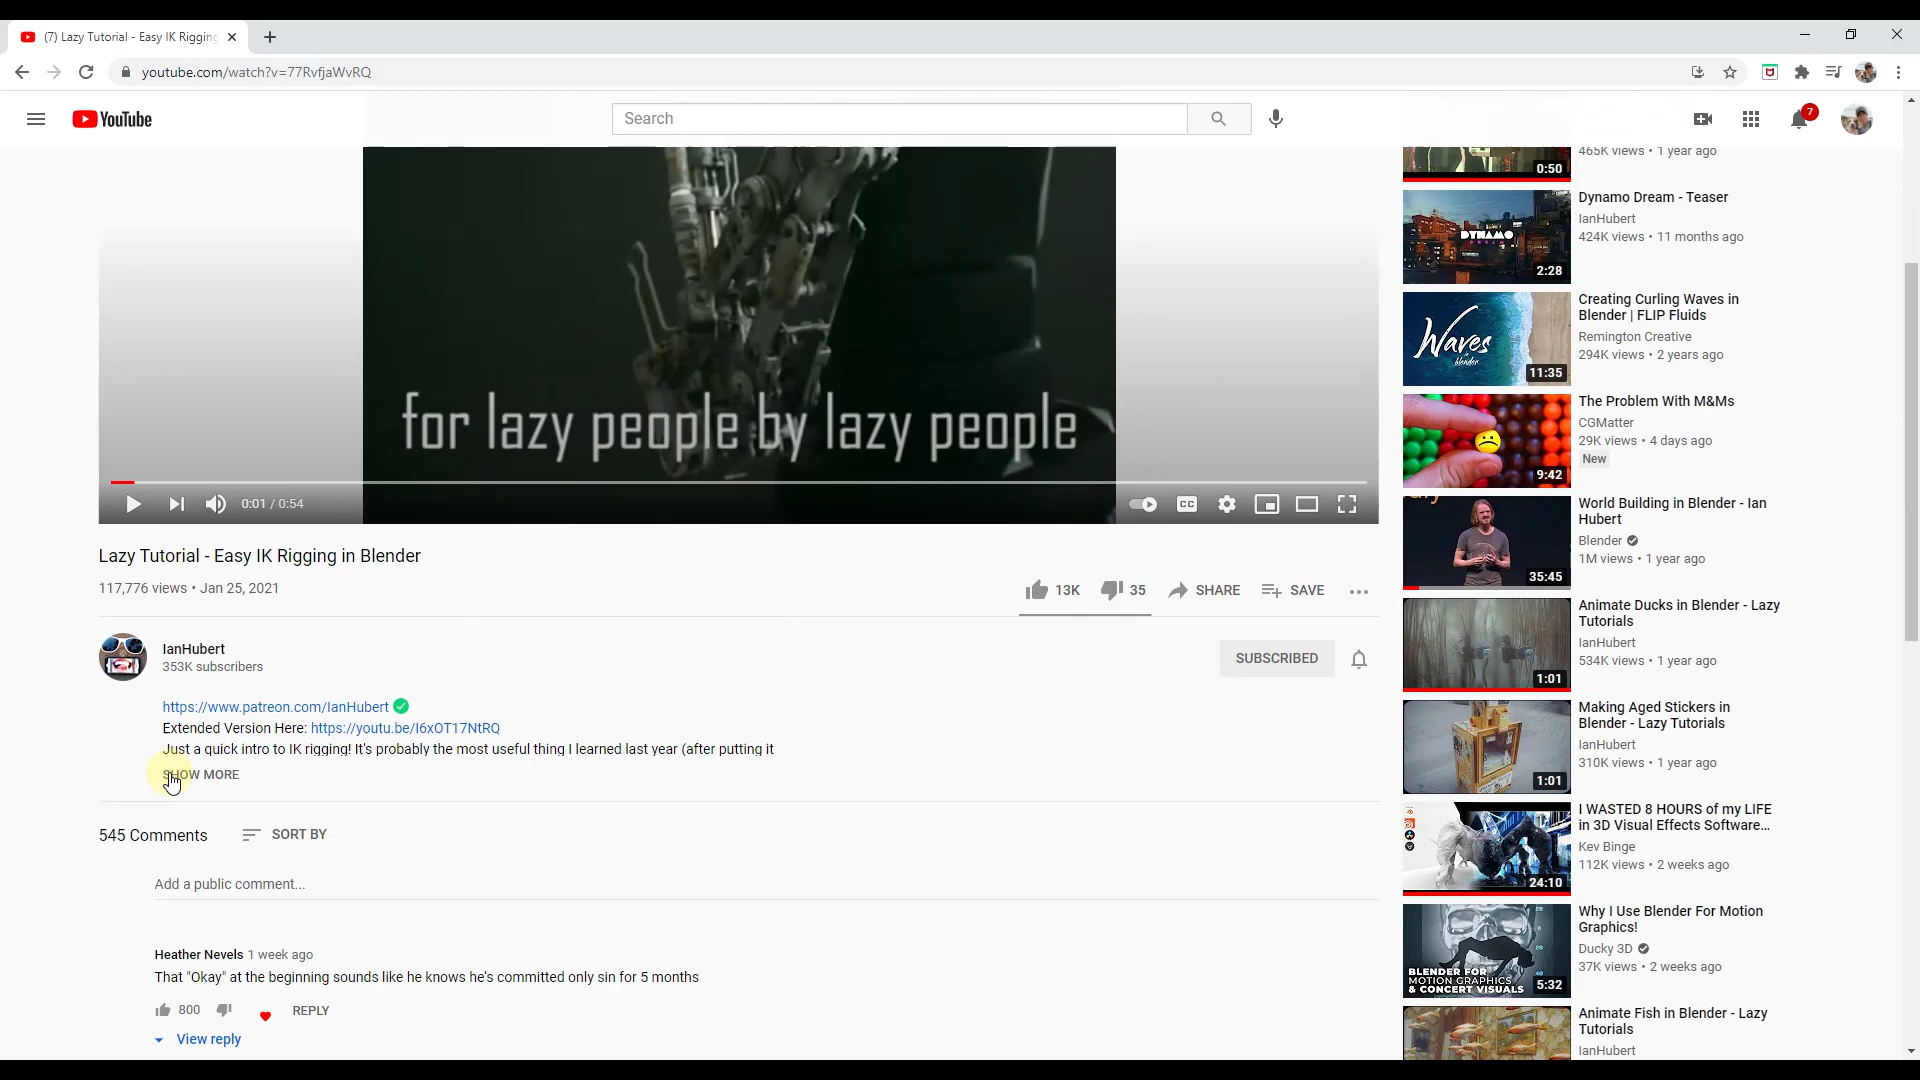 (7) Lazy Tutorial - Easy IK Rigging
youtube.com/watch?v=77RvfjaWvRQ
YouTube
Search
7
for lazy people by lazy people
0:01 / 0:54
CC
Lazy Tutorial - Easy IK Rigging in Blender
117,776 views • Jan 25, 2021
13K
35
SHARE
SAVE
IanHubert
353K subscribers
SUBSCRIBED
https://www.patreon.com/IanHubert
Extended Version Here: https://youtu.be/I6xOT17NtRQ
Just a quick intro to IK rigging! It's probably the most useful thing I learned last year (after putting it
SHOW MORE
545 Comments
SORT BY
Add a public comment...
Heather Nevels 1 week ago
That "Okay" at the beginning sounds like he knows he's committed only sin for 5 months
800
REPLY
View reply
465K views • 1 year ago
0:50
Dynamo Dream - Teaser
IanHubert
424K views • 11 months ago
DYNAMO
DREAM
2:28
Creating Curling Waves in
Blender | FLIP Fluids
Remington Creative
294K views • 2 years ago
Waves
in blender
11:35
The Problem With M&Ms
CGMatter
29K views • 4 days ago
New
9:42
World Building in Blender - Ian
Hubert
Blender
1M views • 1 year ago
35:45
Animate Ducks in Blender - Lazy
Tutorials
IanHubert
534K views • 1 year ago
1:01
Making Aged Stickers in
Blender - Lazy Tutorials
IanHubert
310K views • 1 year ago
1:01
I WASTED 8 HOURS of my LIFE
in 3D Visual Effects Software...
Kev Binge
112K views • 2 weeks ago
24:10
Why I Use Blender For Motion
Graphics!
Ducky 3D
37K views • 2 weeks ago
BLENDER FOR
MOTION GRAPHICS
& CONCERT VISUALS
5:32
Animate Fish in Blender - Lazy
Tutorials
IanHubert